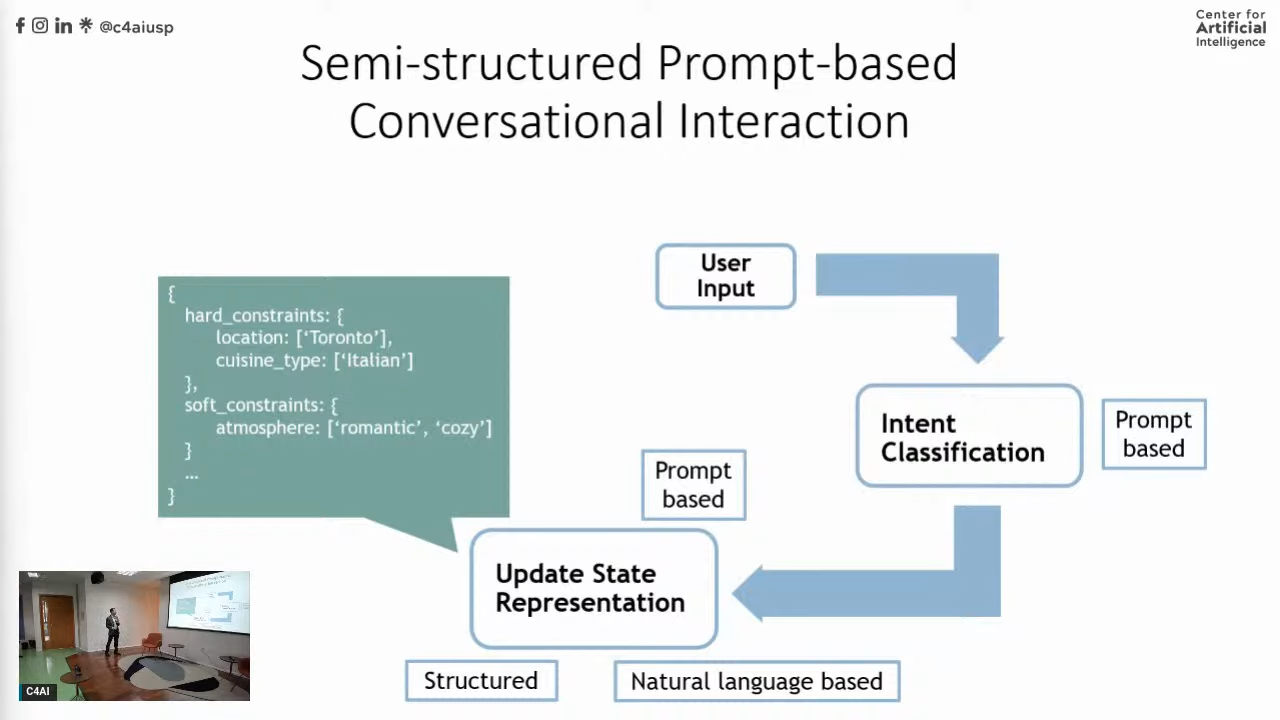 @c4aiusp
Center for
Artificial
Intelligence
Semi-structured Prompt-based
Conversational Interaction
{
hard_constraints: {
location: [‘Toronto’],
cuisine_type: [‘Italian’]
},
soft_constraints: {
atmosphere: [‘romantic’, ‘cozy’]
}
...
}
User
Input
Intent
Classification
Prompt
based
Prompt
based
Update State
Representation
Structured
Natural language based
C4AI